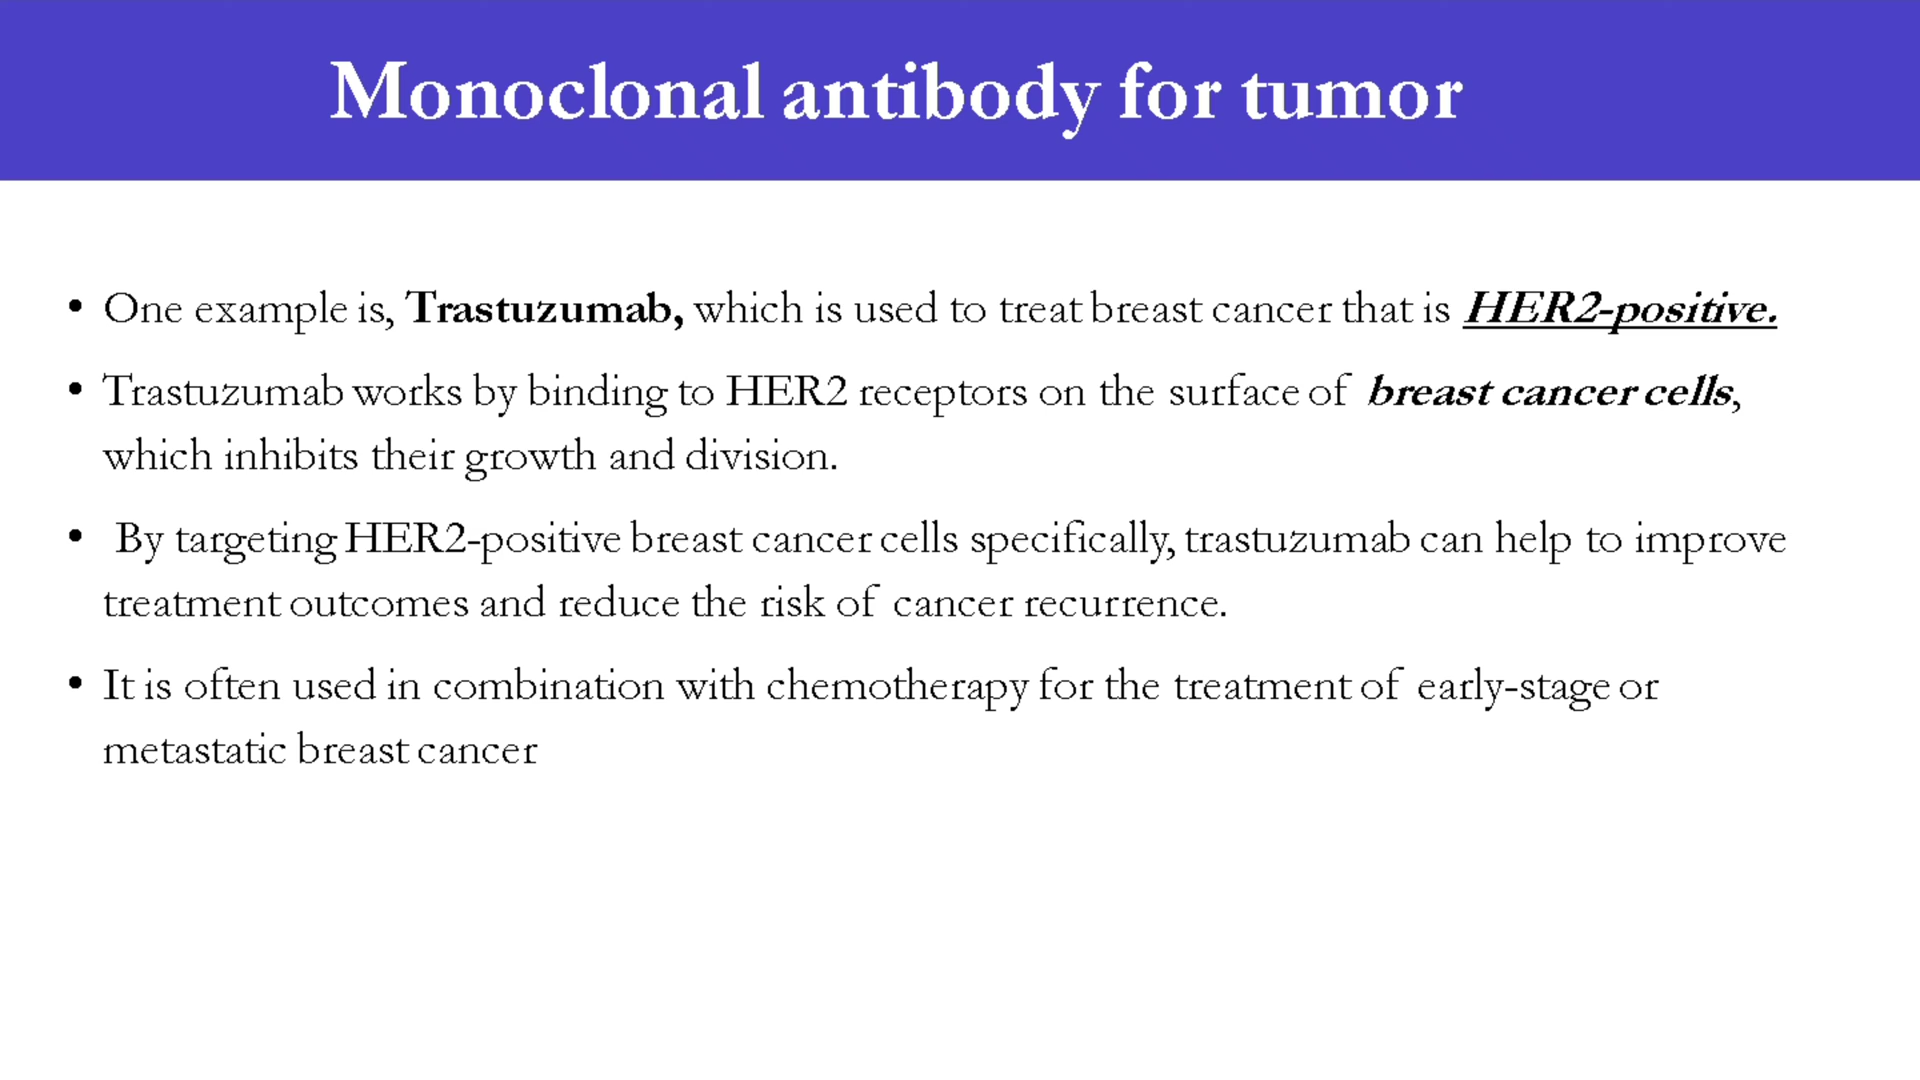 Monoclonal antibody for tumor
• One example is, Trastuzumab, which is used to treat breast cancer that is HER2-positive.
• Trastuzumab works by binding to HER2 receptors on the surface of breast cancer cells,
which inhibits their growth and division.
• By targeting HER2-positive breast cancer cells specifically, trastuzumab can help to improve
treatment outcomes and reduce the risk of cancer recurrence.
• It is often used in combination with chemotherapy for the treatment of early-stage or
metastatic breast cancer